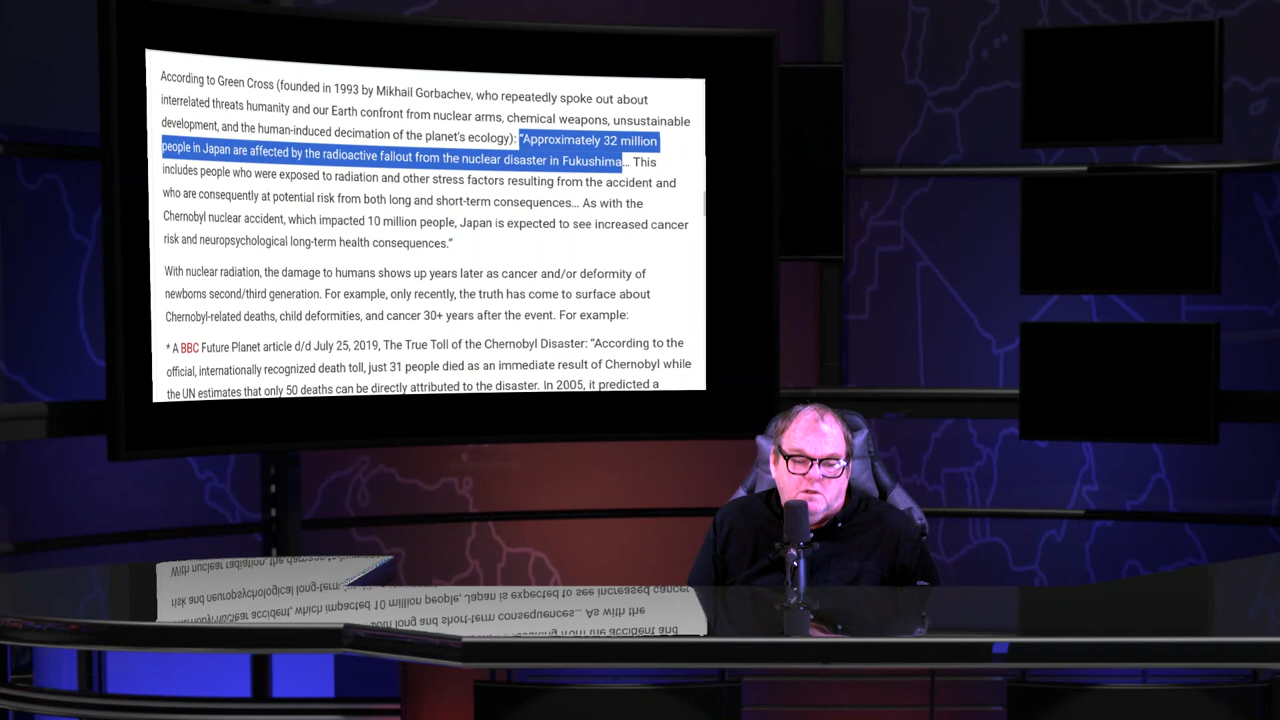 According to Green Cross (founded in 1993 by Mikhail Gorbachev, who repeatedly spoke out about
interrelated threats humanity and our Earth confront from nuclear arms, chemical weapons, unsustainable
development, and the human-induced decimation of the planet's ecology): “Approximately 32 million
people in Japan are affected by the radioactive fallout from the nuclear disaster in Fukushima… This
includes people who were exposed to radiation and other stress factors resulting from the accident and
who are consequently at potential risk from both long and short-term consequences… As with the
Chernobyl nuclear accident, which impacted 10 million people, Japan is expected to see increased cancer
risk and neuropsychological long-term health consequences.”
With nuclear radiation, the damage to humans shows up years later as cancer and/or deformity of
newborns second/third generation. For example, only recently, the truth has come to surface about
Chernobyl-related deaths, child deformities, and cancer 30+ years after the event. For example:
* A BBC Future Planet article d/d July 25, 2019, The True Toll of the Chernobyl Disaster: “According to the
official, internationally recognized death toll, just 31 people died as an immediate result of Chernobyl while
the UN estimates that only 50 deaths can be directly attributed to the disaster. In 2005, it predicted a